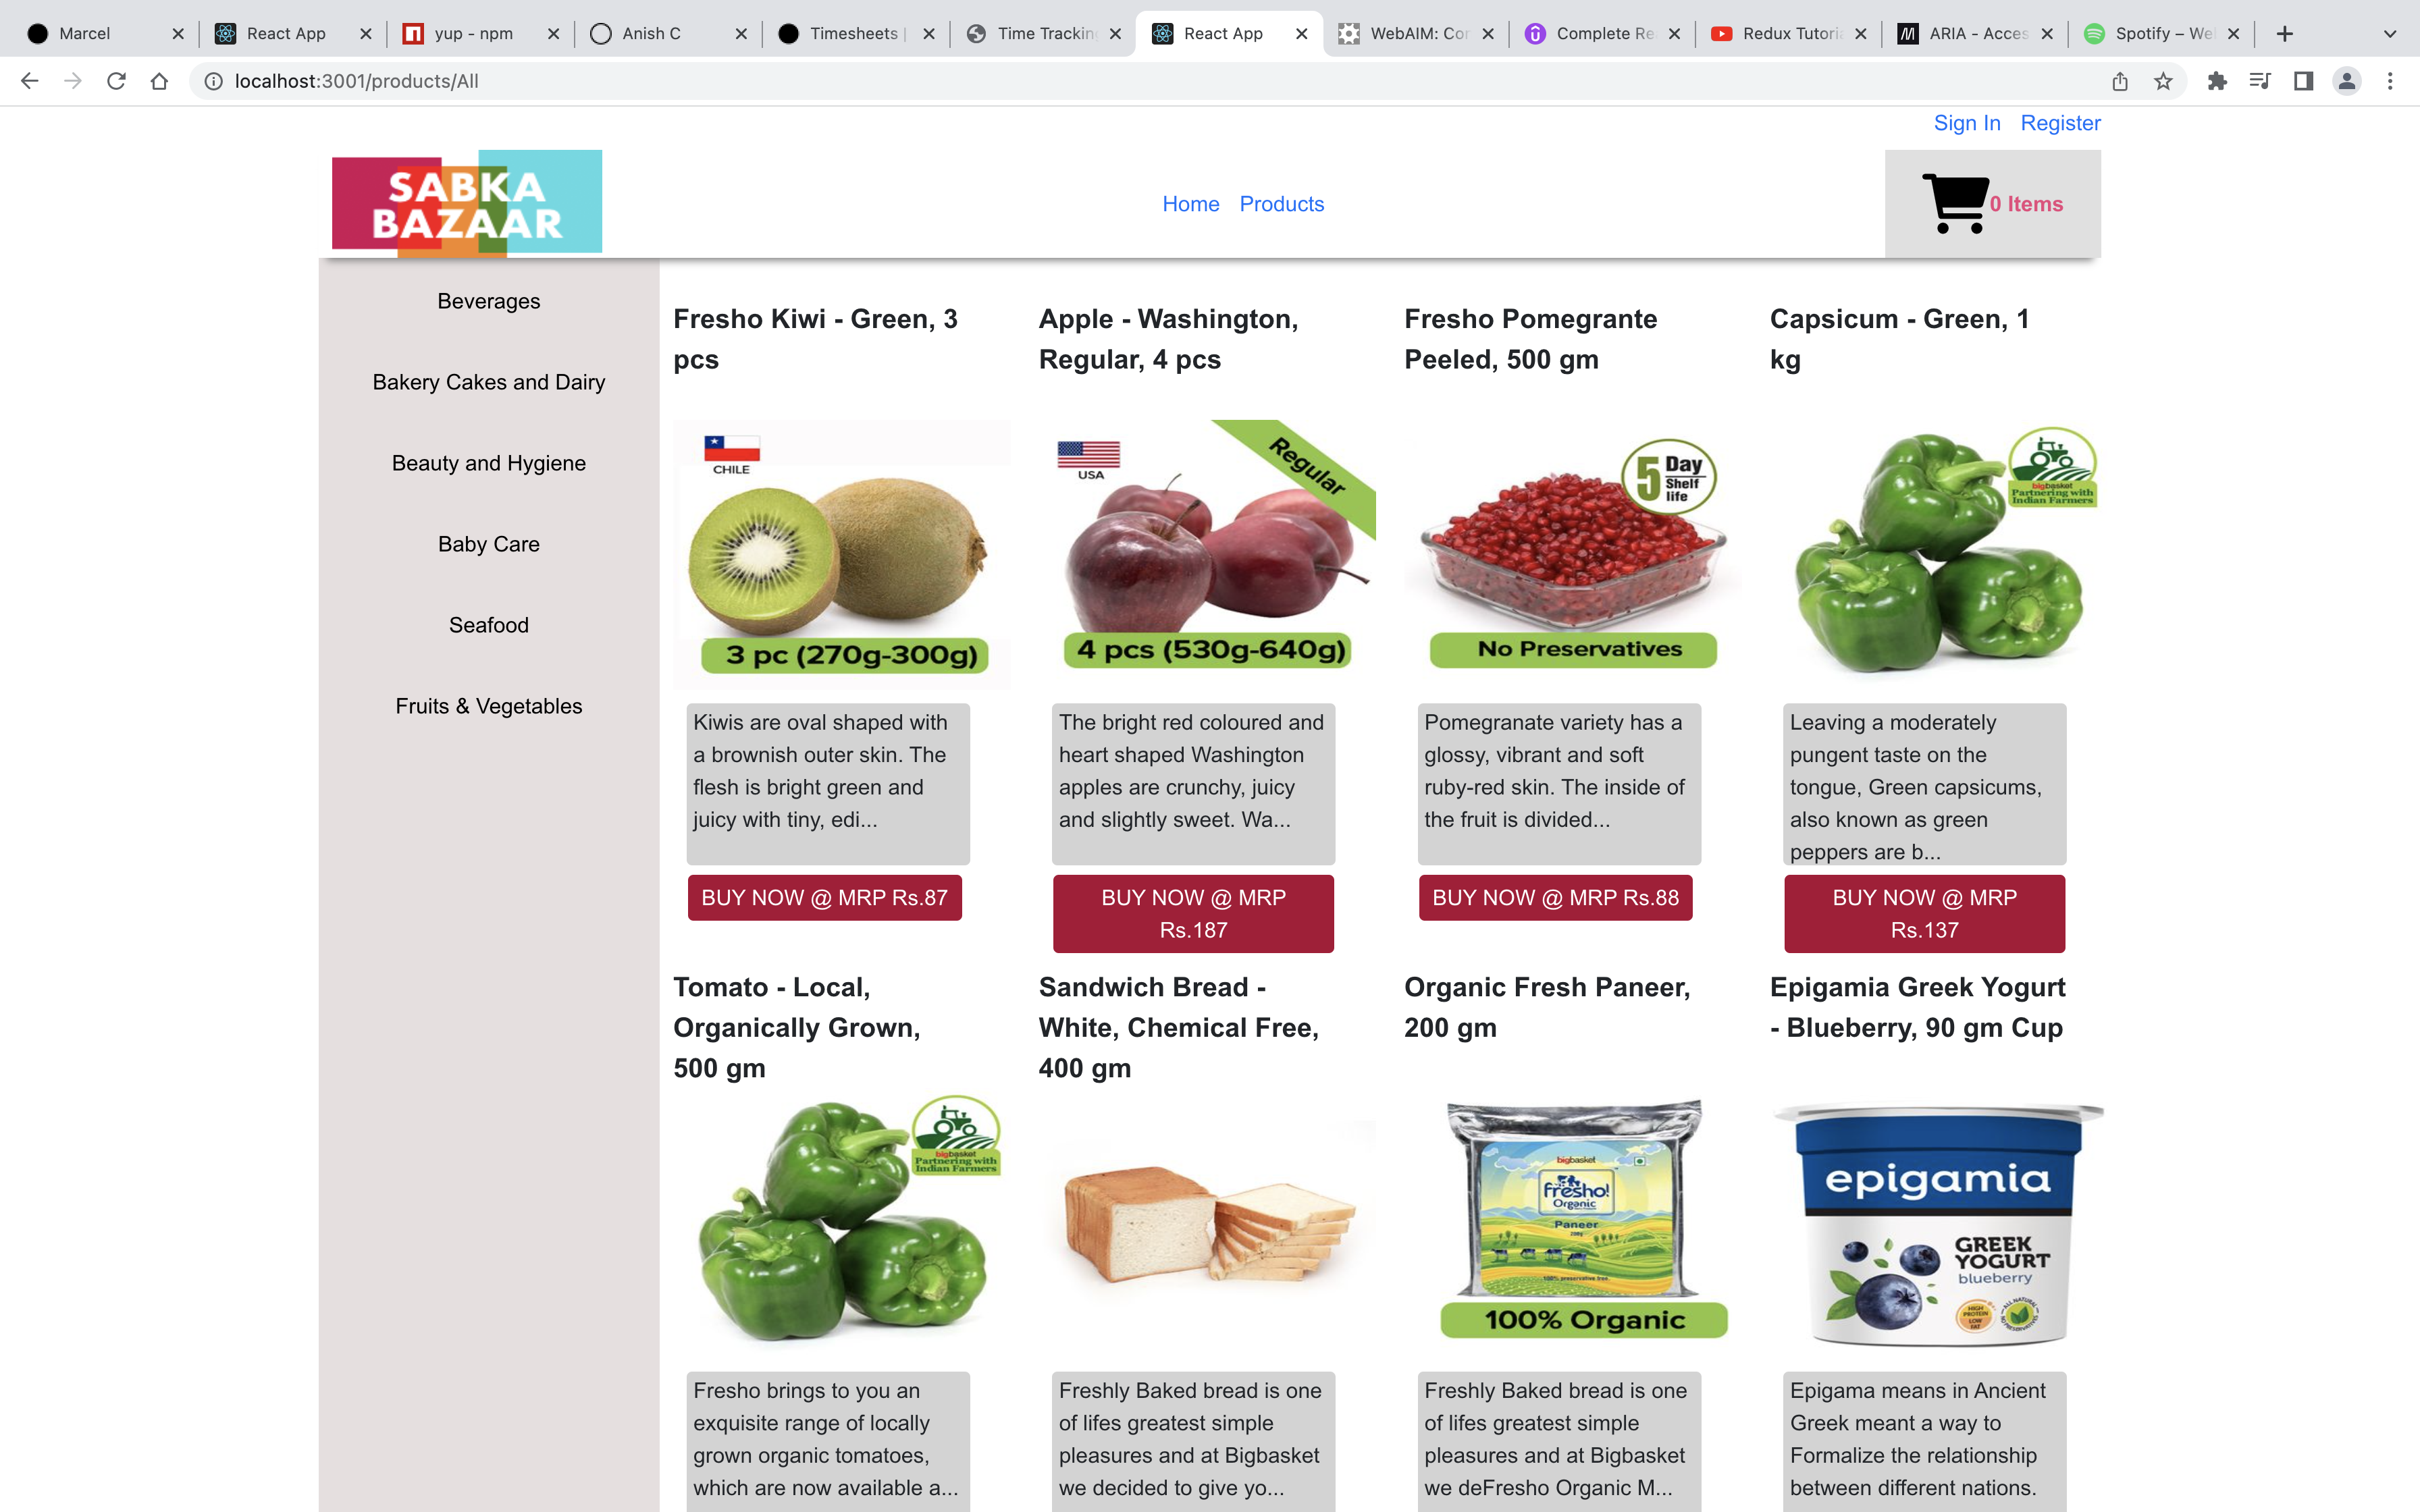 Marcel
React App
yup - npm
Anish C
Timesheets |
Time Tracking
React App
WebAIM: Con
Complete Re
Redux Tutoria
ARIA - Acces
Spotify – We
localhost:3001/products/All
Sign In Register
SABKA
BAZAAR
Home Products
0 Items
Beverages
Bakery Cakes and Dairy
Beauty and Hygiene
Baby Care
Seafood
Fruits & Vegetables
Fresho Kiwi - Green, 3
pcs
CHILE
3 pc (270g-300g)
Kiwis are oval shaped with
a brownish outer skin. The
flesh is bright green and
juicy with tiny, edi...
BUY NOW @ MRP Rs.87
Apple - Washington,
Regular, 4 pcs
USA
Regular
4 pcs (530g-640g)
The bright red coloured and
heart shaped Washington
apples are crunchy, juicy
and slightly sweet. Wa...
BUY NOW @ MRP
Rs.187
Fresho Pomegrante
Peeled, 500 gm
5 Day
Shelf
life
No Preservatives
Pomegranate variety has a
glossy, vibrant and soft
ruby-red skin. The inside of
the fruit is divided...
BUY NOW @ MRP Rs.88
Capsicum - Green, 1
kg
bigbasket
Partnering with
Indian Farmers
Leaving a moderately
pungent taste on the
tongue, Green capsicums,
also known as green
peppers are b...
BUY NOW @ MRP
Rs.137
Tomato - Local,
Organically Grown,
500 gm
bigbasket
Partnering with
Indian Farmers
Fresho brings to you an
exquisite range of locally
grown organic tomatoes,
which are now available a...
Sandwich Bread -
White, Chemical Free,
400 gm
Freshly Baked bread is one
of lifes greatest simple
pleasures and at Bigbasket
we decided to give yo...
Organic Fresh Paneer,
200 gm
bigbasket
fresho!
Organic
Paneer
200g
100% preservative free
100% Organic
Freshly Baked bread is one
of lifes greatest simple
pleasures and at Bigbasket
we deFresho Organic M...
Epigamia Greek Yogurt
- Blueberry, 90 gm Cup
epigamia
GREEK
YOGURT
blueberry
HIGH
PROTEIN
LOW
FAT
ALL NATURAL
Epigama means in Ancient
Greek meant a way to
Formalize the relationship
between different nations.